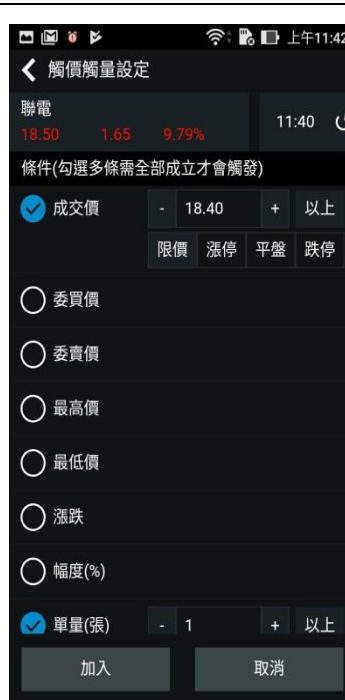 上午11:42
觸價觸量設定
聯電
18.50 1.65 9.79% 11:40
條件(勾選多條需全部成立才會觸發)
成交價 - 18.40 + 以上
限價 漲停 平盤 跌停
委買價
委賣價
最高價
最低價
漲跌
幅度(%)
單量(張) - 1 + 以上
加入 取消